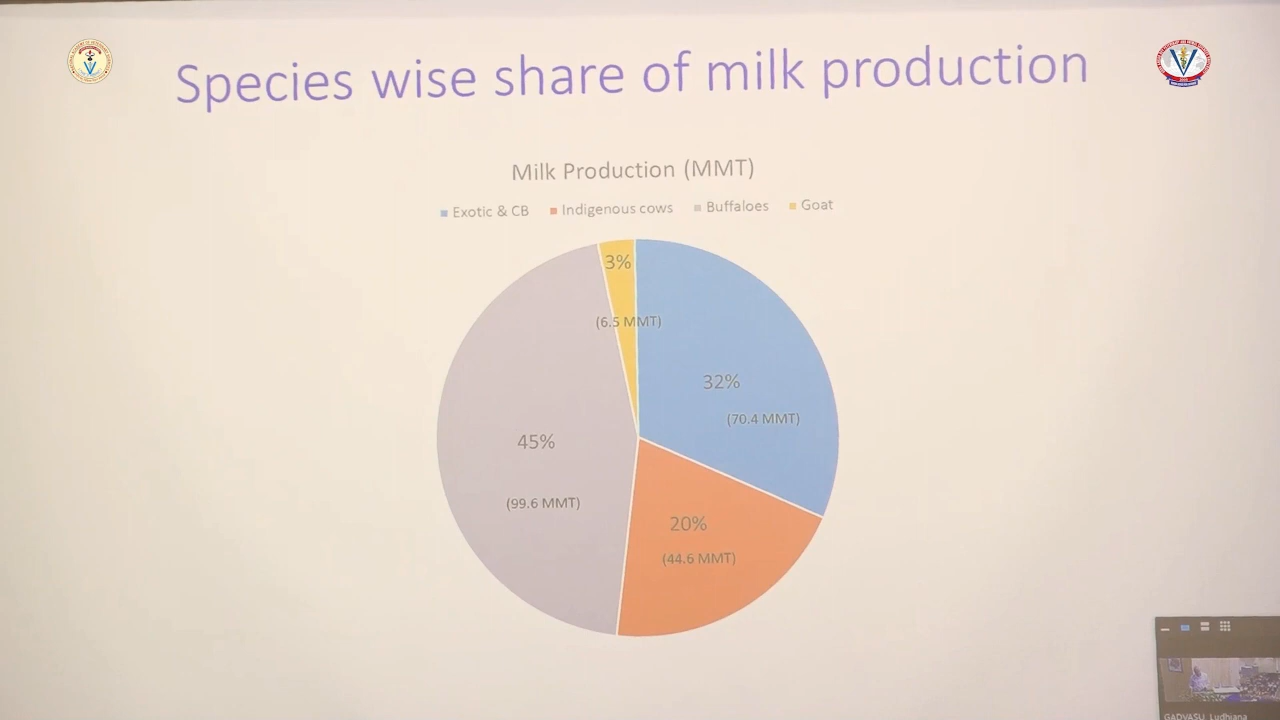 Species wise share of milk production
Milk Production (MMT)
Exotic & CB Indigenous cows Buffaloes Goat
3%
(6.5 MMT)
32%
(70.4 MMT)
45%
(99.6 MMT)
20%
(44.6 MMT)
GADVASU, Ludhiana